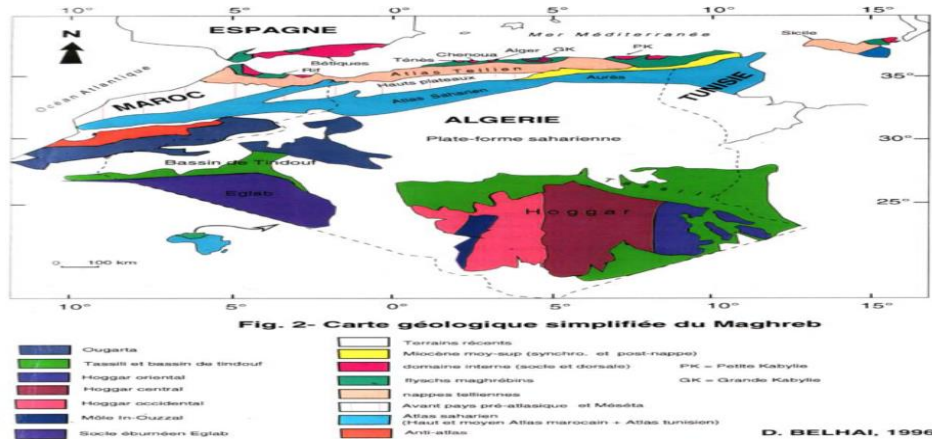 N
ESPAGNE
Mer Méditerranée
Sicile
Océan Atlantique
Bétiques
Rif
Ténès
Chenoua
Alger
GK
PK
35°
35°
Atlas Tellien
Hauts plateaux
Aurès
Atlas Saharien
MAROC
TUNISIE
ALGERIE
Plate-forme saharienne
30°
30°
Bassin de Tindouf
Eglab
Tassili
Hoggar
25°
25°
0 100 km
10° 5° 0° 5° 10° 15°
Fig. 2- Carte géologique simplifiée du Maghreb
Ougarta
Tassili et bassin de tindouf
Hoggar oriental
Hoggar central
Hoggar occidental
Môle In-Ouzzal
Socle éburnéen Eglab
Terrains récents
Miocène moy-sup (synchro. et post-nappe)
domaine interne (socle et dorsale)
flyschs maghrébins
nappes telliennes
Avant pays pré-atlasique et Méséta
Atlas saharien
(Haut et moyen Atlas marocain + Atlas tunisien)
Anti-atlas
PK = Petite Kabylie
GK = Grande Kabylie
D. BELHAI, 1996